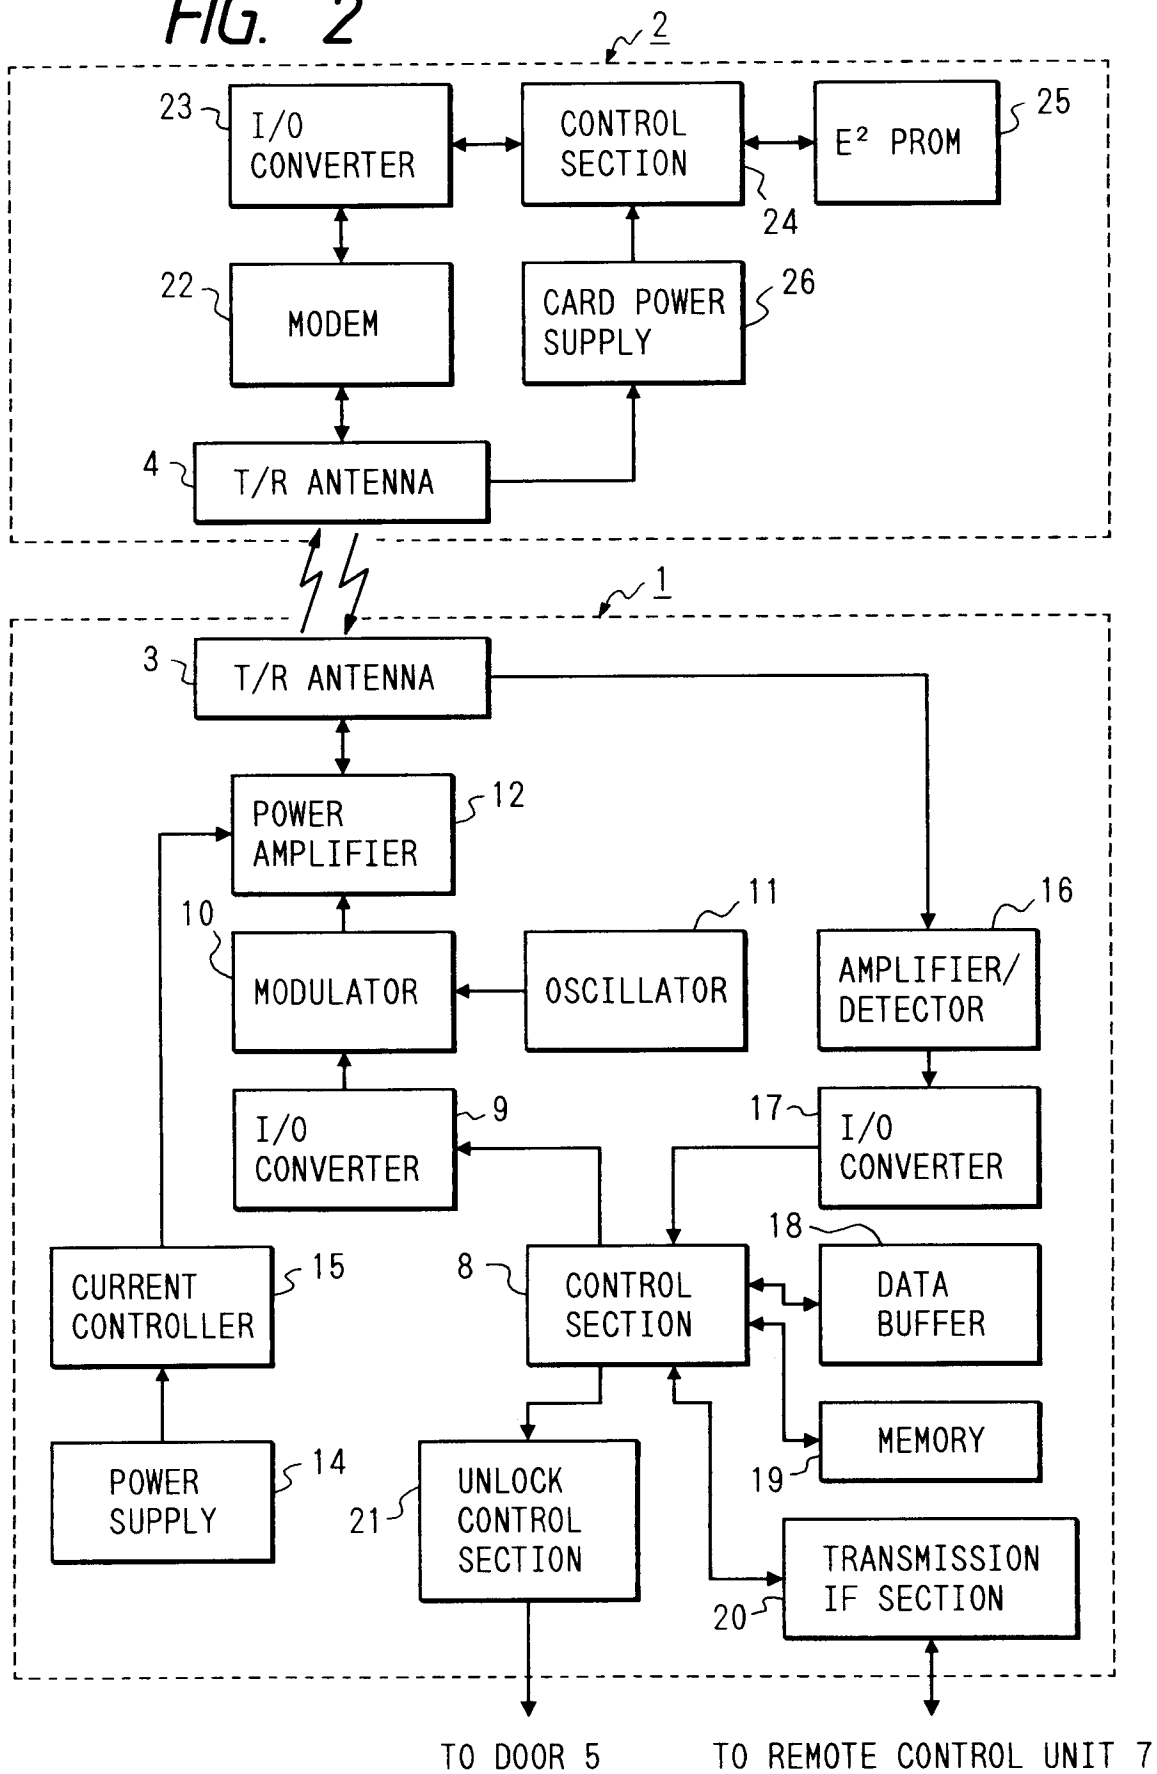 FIG. 2
2
23
I/O
CONVERTER
CONTROL
SECTION
24
E² PROM
25
22
MODEM
CARD POWER
SUPPLY
26
4
T/R ANTENNA
1
3
T/R ANTENNA
POWER
AMPLIFIER
12
10
MODULATOR
11
OSCILLATOR
16
AMPLIFIER/
DETECTOR
I/O
CONVERTER
9
17
I/O
CONVERTER
CURRENT
CONTROLLER
15
8
CONTROL
SECTION
18
DATA
BUFFER
MEMORY
19
POWER
SUPPLY
14
21
UNLOCK
CONTROL
SECTION
TRANSMISSION
IF SECTION
20
TO DOOR 5
TO REMOTE CONTROL UNIT 7